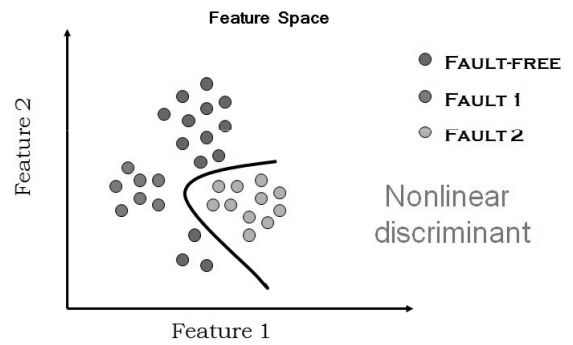 Feature Space
Feature 2
FAULT-FREE
FAULT 1
FAULT 2
Nonlinear
discriminant
Feature 1